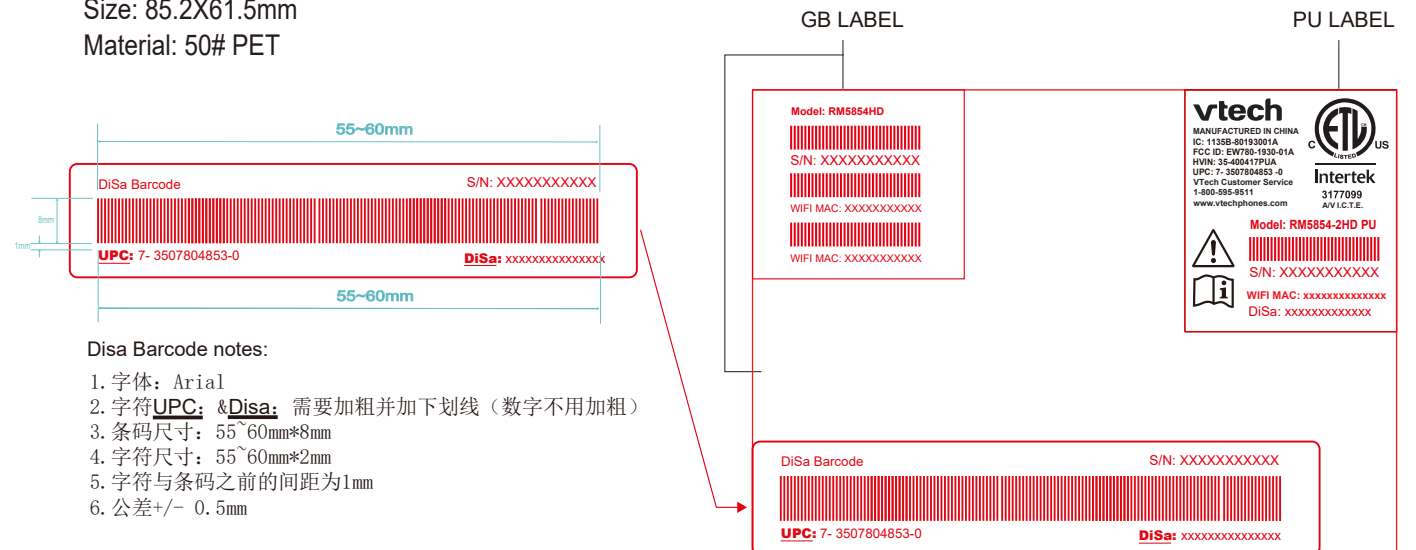 Size: 85.2X61.5mm
Material: 50# PET
55~60mm
DiSa Barcode
S/N: XXXXXXXXXXX
8mm
1mm
UPC: 7- 3507804853-0
DiSa: xxxxxxxxxxxxxxx
55~60mm
Disa Barcode notes:
1. 字体：Arial
2. 字符UPC：&Disa：需要加粗并加下划线（数字不用加粗）
3. 条码尺寸：55~60mm*8mm
4. 字符尺寸：55~60mm*2mm
5. 字符与条码之前的间距为1mm
6. 公差+/- 0.5mm
GB LABEL
Model: RM5854HD
S/N: XXXXXXXXXXX
WIFI MAC: XXXXXXXXXXX
WIFI MAC: XXXXXXXXXXX
PU LABEL
vtech
MANUFACTURED IN CHINA
IC: 1135B-80193001A
FCC ID: EW780-1930-01A
HVIN: 35-400417PUA
UPC: 7- 3507804853 -0
VTech Customer Service
1-800-595-9511
www.vtechphones.com
ETL
C US
LISTED
Intertek
3177099
A/V I.C.T.E.
Model: RM5854-2HD PU
S/N: XXXXXXXXXXX
WIFI MAC: xxxxxxxxxxxxxx
DiSa: xxxxxxxxxxxxx
DiSa Barcode
S/N: XXXXXXXXXXX
UPC: 7- 3507804853-0
DiSa: xxxxxxxxxxxxxxx